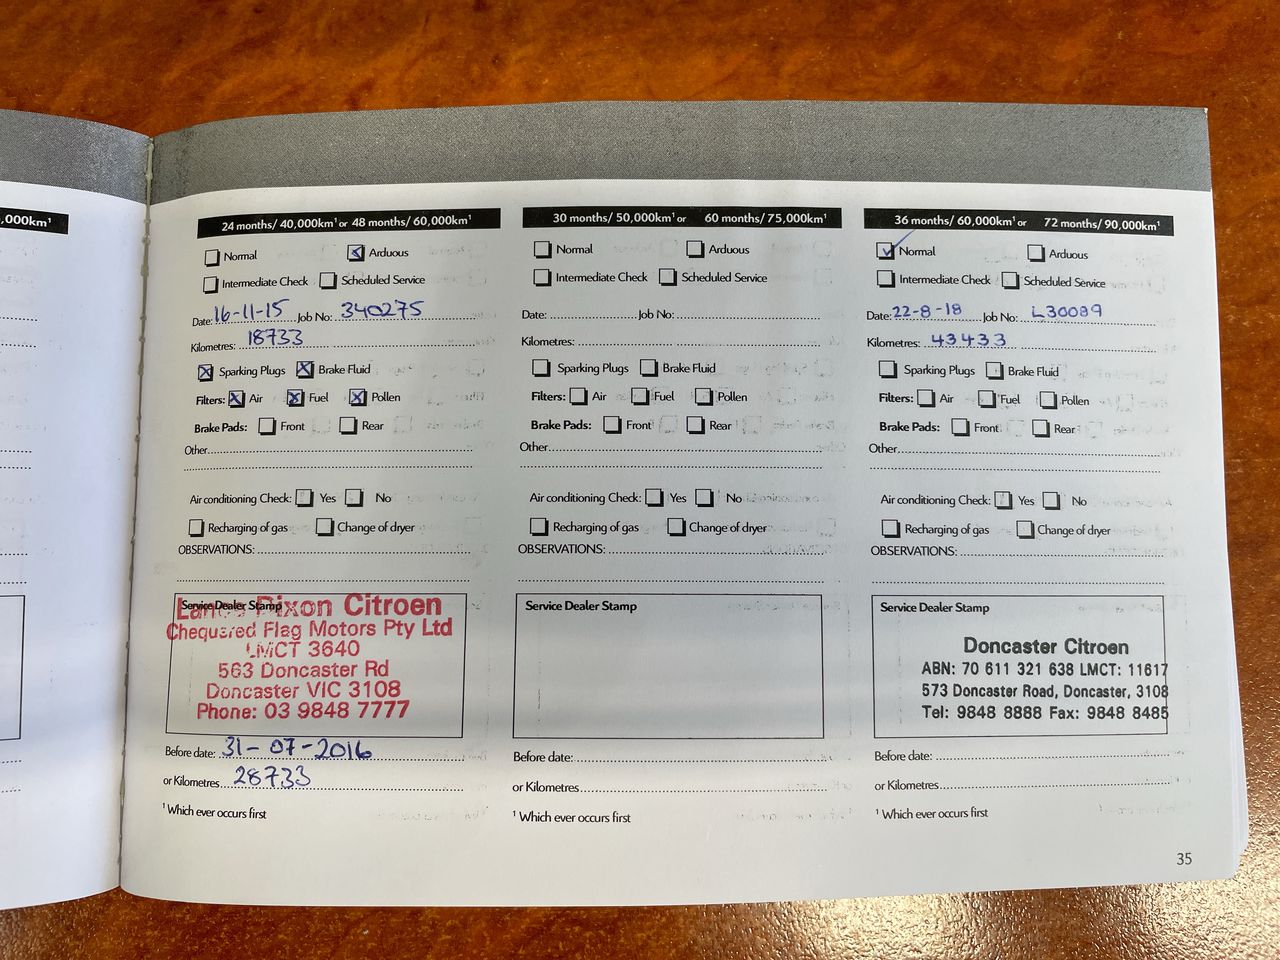 ,000km¹
24 months/ 40,000km¹ or 48 months/ 60,000km¹
Normal Arduous
Intermediate Check Scheduled Service
Date: 16-11-15 Job No: 340275
Kilometres: 18733
Sparking Plugs Brake Fluid
Filters: Air Fuel Pollen
Brake Pads: Front Rear
Other
Air conditioning Check: Yes No
Recharging of gas Change of dryer
OBSERVATIONS:
Service Dealer Stamp
Lance Dixon Citroen
Chequered Flag Motors Pty Ltd
LMCT 3640
563 Doncaster Rd
Doncaster VIC 3108
Phone: 03 9848 7777
Before date: 31-07-2016
or Kilometres 28733
¹ Which ever occurs first
30 months/ 50,000km¹ or 60 months/ 75,000km¹
Normal Arduous
Intermediate Check Scheduled Service
Date: Job No:
Kilometres:
Sparking Plugs Brake Fluid
Filters: Air Fuel Pollen
Brake Pads: Front Rear
Other
Air conditioning Check: Yes No
Recharging of gas Change of dryer
OBSERVATIONS:
Service Dealer Stamp
Before date:
or Kilometres
¹ Which ever occurs first
36 months/ 60,000km¹ or 72 months/ 90,000km¹
Normal Arduous
Intermediate Check Scheduled Service
Date: 22-8-18 Job No: L30089
Kilometres: 43433
Sparking Plugs Brake Fluid
Filters: Air Fuel Pollen
Brake Pads: Front Rear
Other
Air conditioning Check: Yes No
Recharging of gas Change of dryer
OBSERVATIONS:
Service Dealer Stamp
Doncaster Citroen
ABN: 70 611 321 638 LMCT: 11617
573 Doncaster Road, Doncaster, 3108
Tel: 9848 8888 Fax: 9848 8485
Before date:
or Kilometres
¹ Which ever occurs first
35